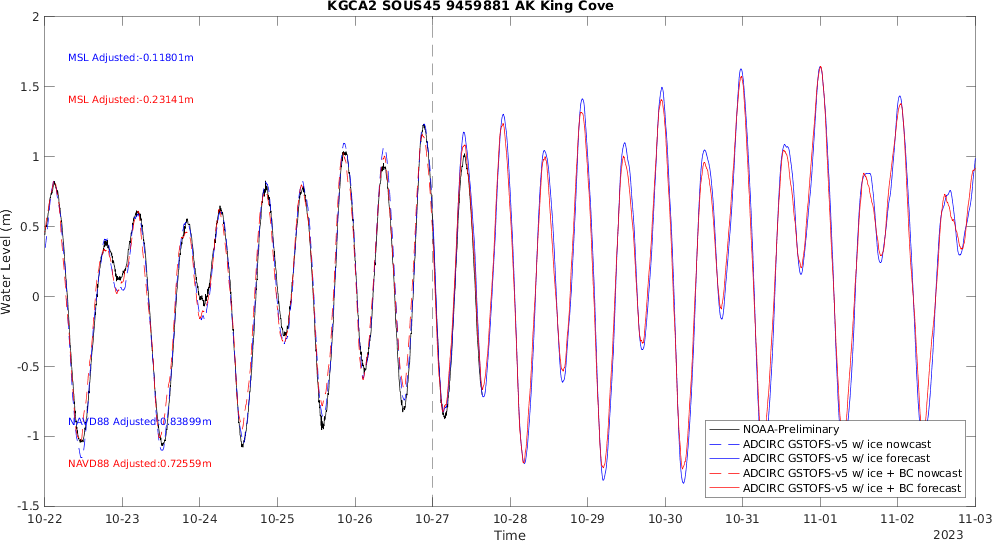 KGCA2 SOUS45 9459881 AK King Cove
2
1.5
1
0.5
0
-0.5
-1
-1.5
Water Level (m)
MSL Adjusted:-0.11801m
MSL Adjusted:-0.23141m
NAVD88 Adjusted:0.83899m
NAVD88 Adjusted:0.72559m
NOAA-Preliminary
ADCIRC GSTOFS-v5 w/ ice nowcast
ADCIRC GSTOFS-v5 w/ ice forecast
ADCIRC GSTOFS-v5 w/ ice + BC nowcast
ADCIRC GSTOFS-v5 w/ ice + BC forecast
10-22 10-23 10-24 10-25 10-26 10-27 10-28 10-29 10-30 10-31 11-01 11-02 11-03
Time
2023